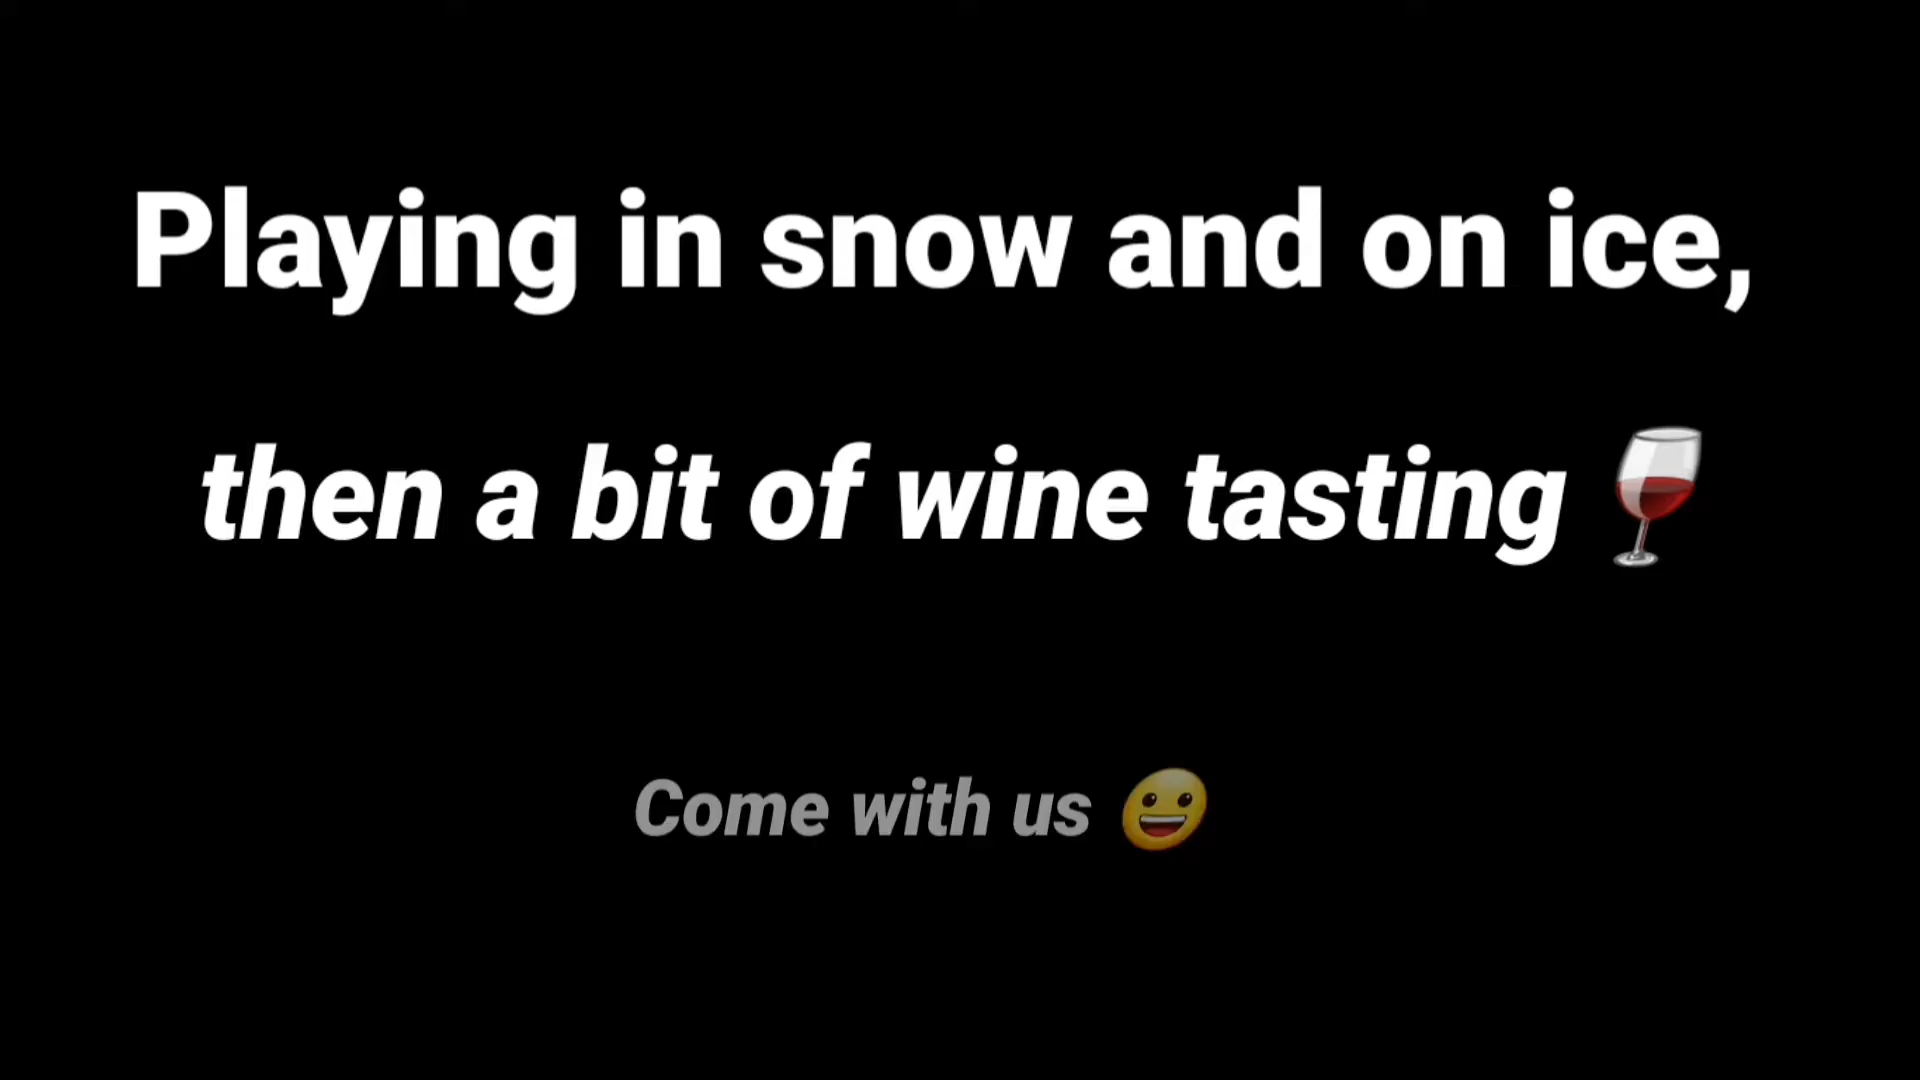 Playing in snow and on ice,
then a bit of wine tasting 🍷
Come with us 😀